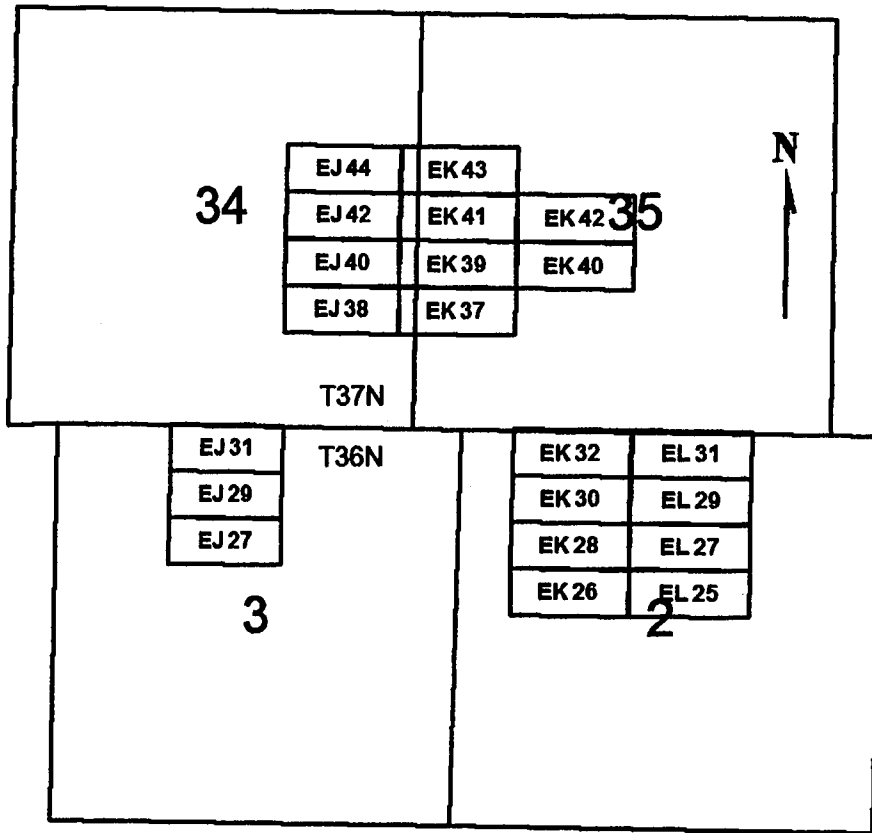 N
34
35
EJ 44 EK 43
EJ 42 EK 41 EK 42
EJ 40 EK 39 EK 40
EJ 38 EK 37
T37N
T36N
EJ 31 EK 32 EL 31
EJ 29 EK 30 EL 29
EJ 27 EK 28 EL 27
EK 26 EL 25
3
2